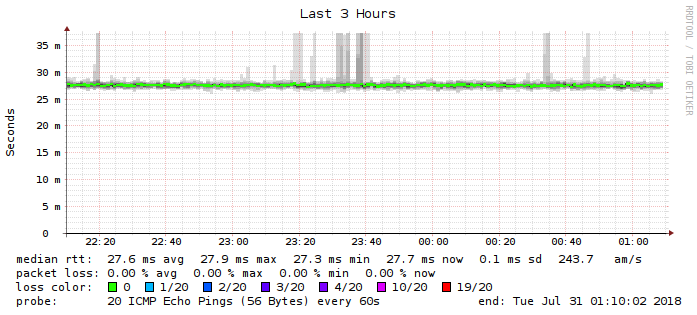 Last 3 Hours
RRDTOOL / TOBI OETIKER
Seconds
35 m
30 m
25 m
20 m
15 m
10 m
5 m
0
22:20 22:40 23:00 23:20 23:40 00:00 00:20 00:40 01:00
median rtt: 27.6 ms avg 27.9 ms max 27.3 ms min 27.7 ms now 0.1 ms sd 243.7 am/s
packet loss: 0.00 % avg 0.00 % max 0.00 % min 0.00 % now
loss color: 0 1/20 2/20 3/20 4/20 10/20 19/20
probe: 20 ICMP Echo Pings (56 Bytes) every 60s end: Tue Jul 31 01:10:02 2018